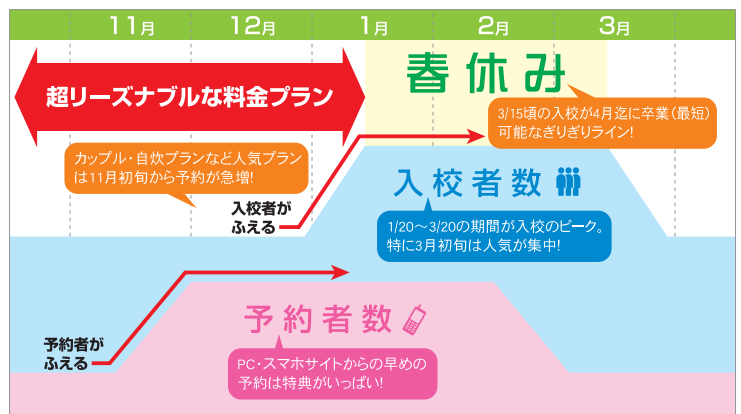 11月 12月 1月 2月 3月
春休み
超リーズナブルな料金プラン
3/15頃の入校が4月迄に卒業(最短)
可能なぎりぎりライン!
カップル・自炊プランなど人気プラン
は11月初旬から予約が急増!
入校者数
入校者が
ふえる
1/20～3/20の期間が入校のピーク。
特に3月初旬は人気が集中!
予約者数
予約者が
ふえる
PC・スマホサイトからの早めの
予約は特典がいっぱい!